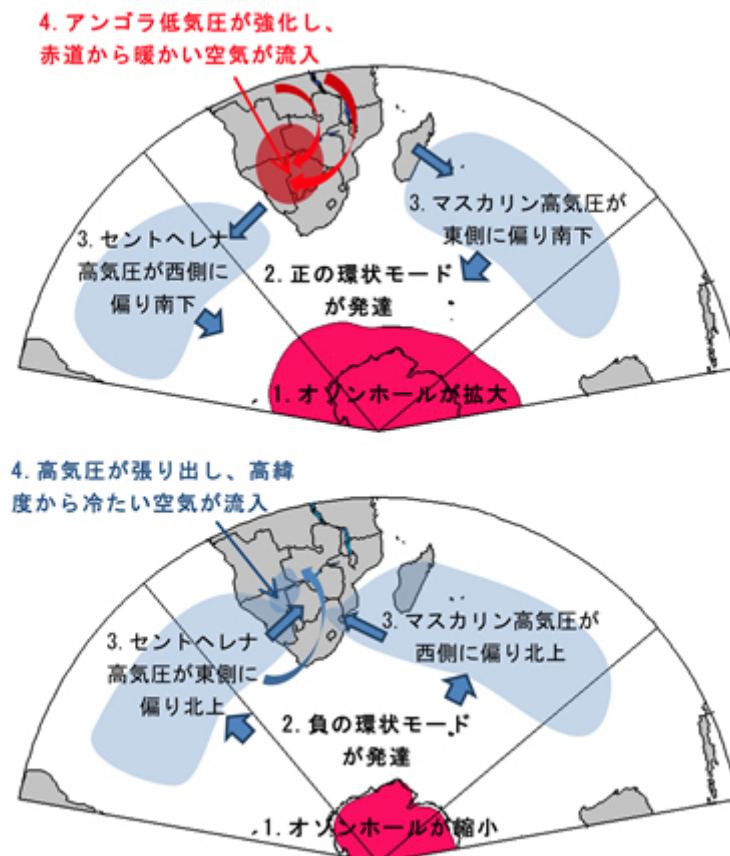 4. アンゴラ低気圧が強化し、
赤道から暖かい空気が流入
3. セントヘレナ
高気圧が西側に
偏り南下
3. マスカリン高気圧が
東側に偏り南下
2. 正の環状モード
が発達
1. オゾンホールが拡大
4. 高気圧が張り出し、高緯
度から冷たい空気が流入
3. セントヘレナ
高気圧が東側に
偏り北上
3. マスカリン高気圧が
西側に偏り北上
2. 負の環状モード
が発達
1. オゾンホールが縮小